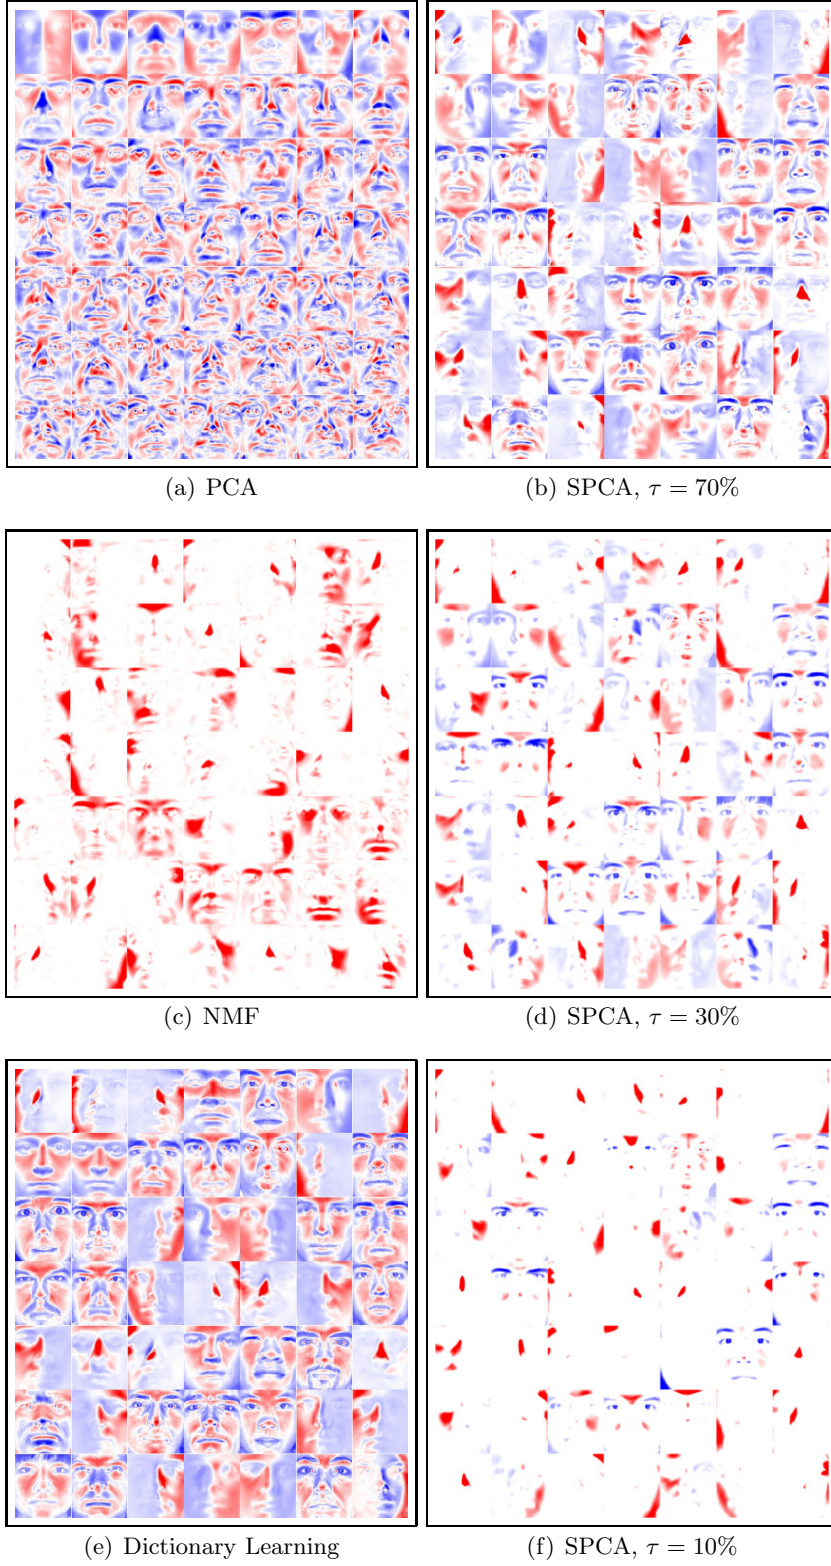 (a) PCA
(b) SPCA, τ = 70%
(c) NMF
(d) SPCA, τ = 30%
(e) Dictionary Learning
(f) SPCA, τ = 10%